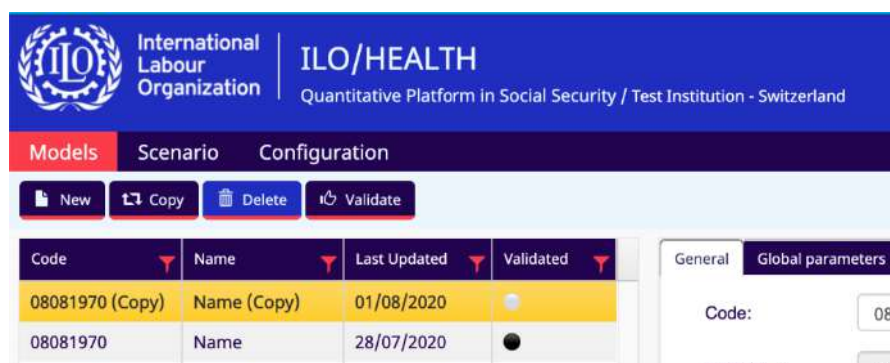 ILO
International
Labour
Organization
ILO/HEALTH
Quantitative Platform in Social Security / Test Institution - Switzerland
Models Scenario Configuration
New Copy Delete Validate
Code Name Last Updated Validated
General Global parameters
08081970 (Copy) Name (Copy) 01/08/2020
Code: 08
08081970 Name 28/07/2020